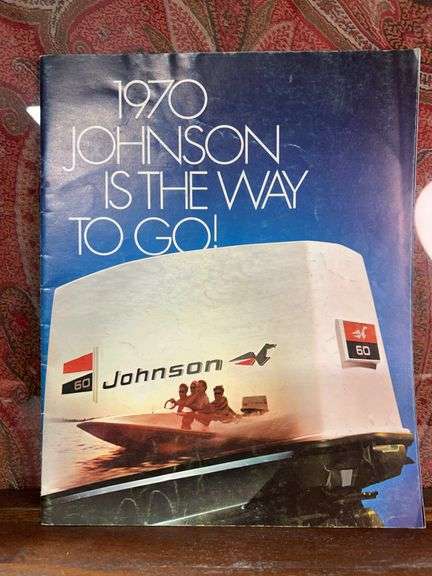 1970
JOHNSON
IS THE WAY
TO GO!
60 Johnson
60